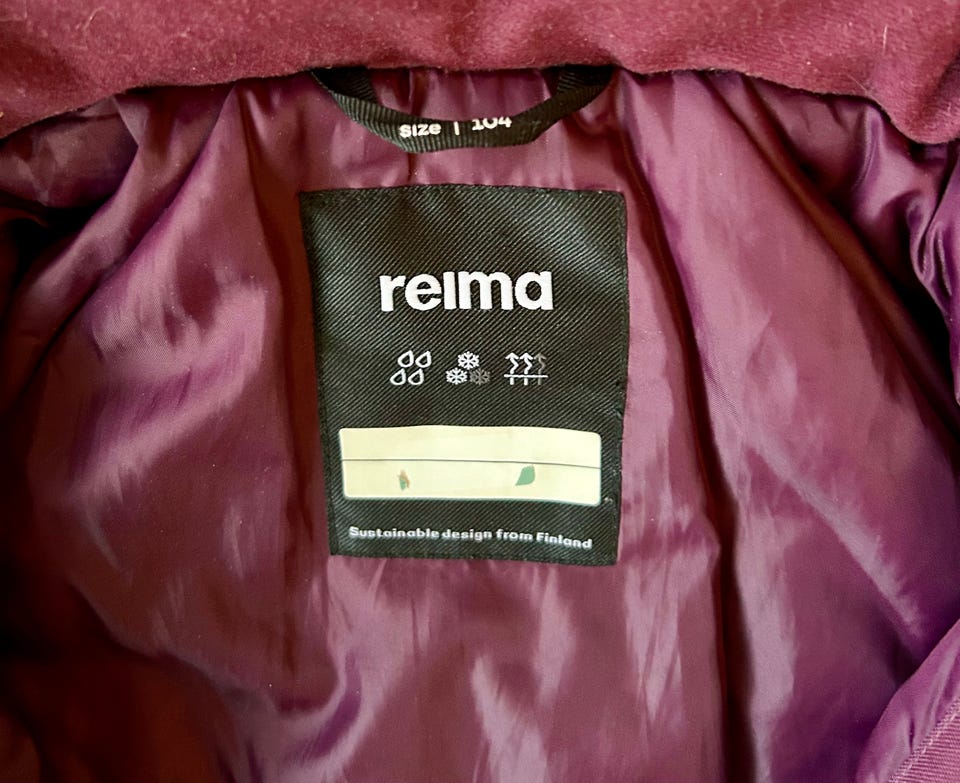 size | 104
reima
Sustainable design from Finland